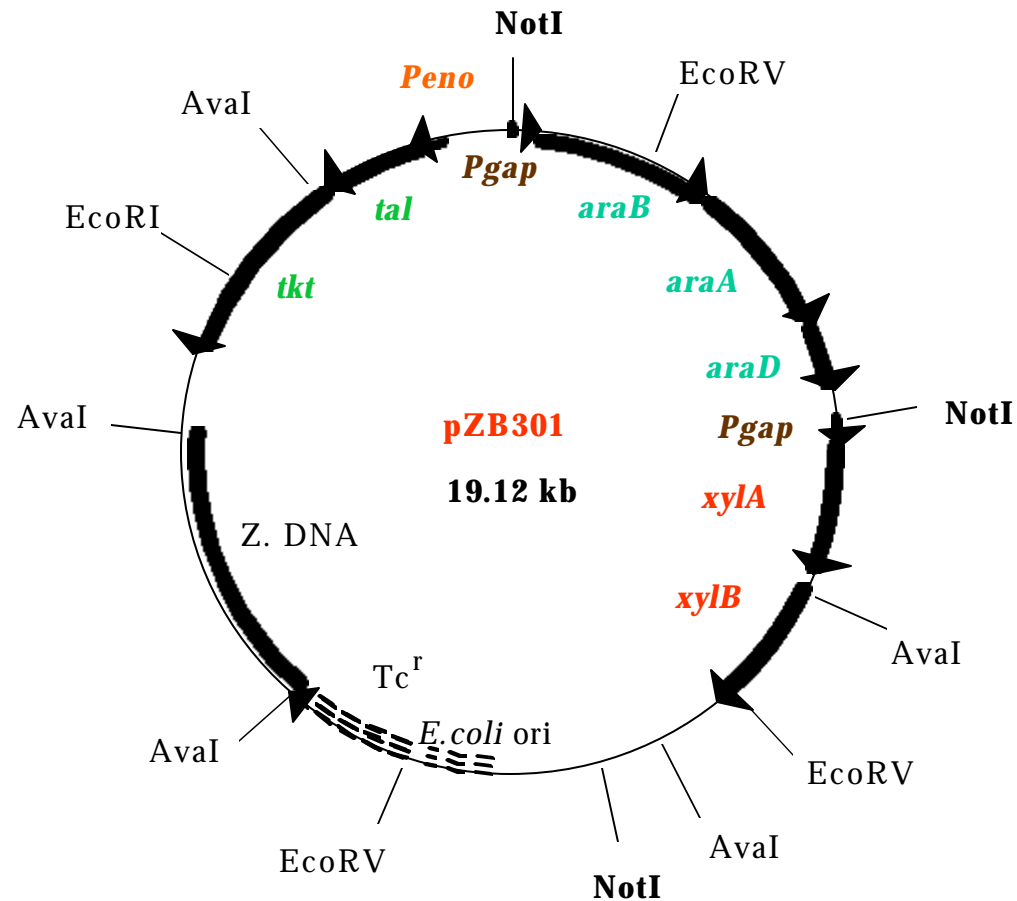 NotI
Peno
EcoRV
AvaI
Pgap
tal
araB
EcoRI
tkt
araA
araD
AvaI
pZB301
Pgap
NotI
19.12 kb
xylA
Z. DNA
xylB
AvaI
Tcʳ
E.coli ori
AvaI
EcoRV
EcoRV
AvaI
NotI